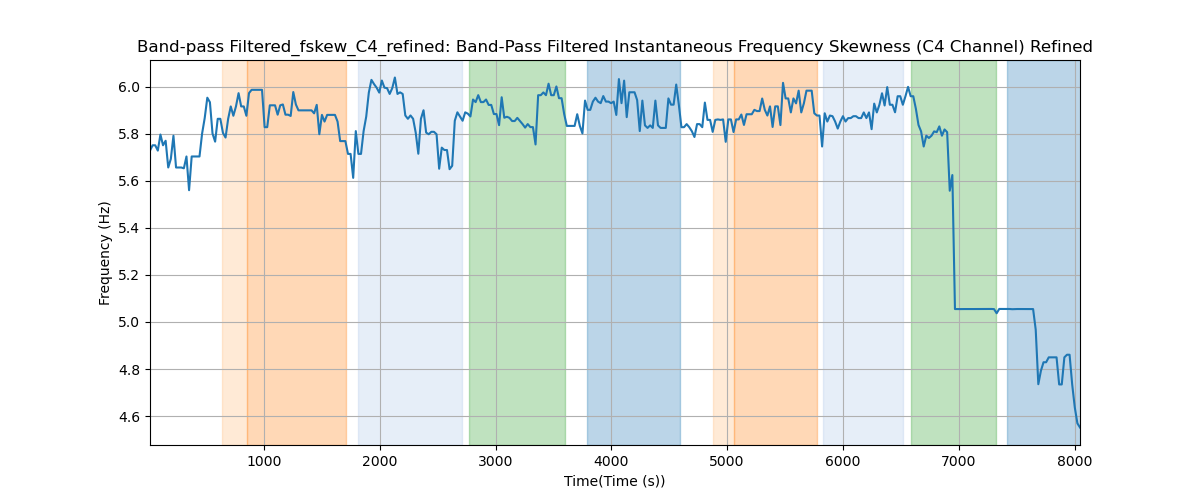 Band-pass Filtered_fskew_C4_refined: Band-Pass Filtered Instantaneous Frequency Skewness (C4 Channel) Refined
Frequency (Hz)
6.0
5.8
5.6
5.4
5.2
5.0
4.8
4.6
1000 2000 3000 4000 5000 6000 7000 8000
Time(Time (s))